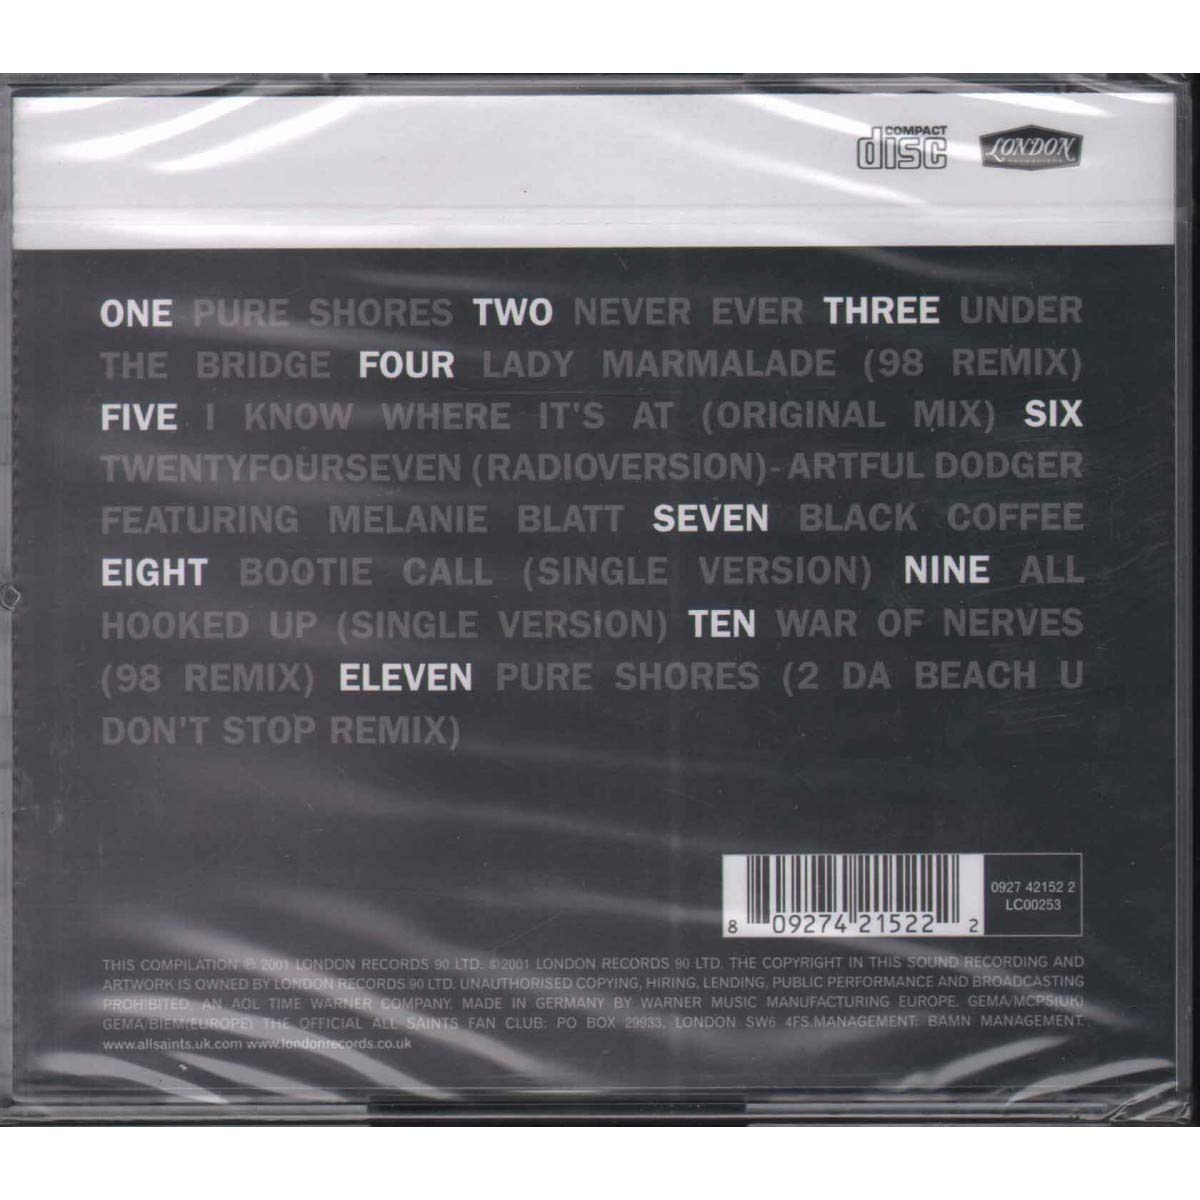 COMPACT
disc
LONDON
ONE PURE SHORES TWO NEVER EVER THREE UNDER
THE BRIDGE FOUR LADY MARMALADE (98 REMIX)
FIVE I KNOW WHERE IT'S AT (ORIGINAL MIX) SIX
TWENTYFOURSEVEN (RADIOVERSION)- ARTFUL DODGER
FEATURING MELANIE BLATT SEVEN BLACK COFFEE
EIGHT BOOTIE CALL (SINGLE VERSION) NINE ALL
HOOKED UP (SINGLE VERSION) TEN WAR OF NERVES
(98 REMIX) ELEVEN PURE SHORES (2 DA BEACH U
DON'T STOP REMIX)
0927 42152 2
LC00253
8 09274 21522 2
THIS COMPILATION ℗ 2001 LONDON RECORDS 90 LTD. ©2001 LONDON RECORDS 90 LTD. THE COPYRIGHT IN THIS SOUND RECORDING AND
ARTWORK IS OWNED BY LONDON RECORDS 90 LTD. UNAUTHORISED COPYING, HIRING, LENDING, PUBLIC PERFORMANCE AND BROADCASTING
PROHIBITED. AN AOL TIME WARNER COMPANY. MADE IN GERMANY BY WARNER MUSIC MANUFACTURING EUROPE. GEMA/MCPS(UK)
GEMA/BIEM(EUROPE) THE OFFICIAL ALL SAINTS FAN CLUB: PO BOX 29933, LONDON SW6 4FS.MANAGEMENT: BAMN MANAGEMENT.
www.allsaints.uk.com www.londonrecords.co.uk